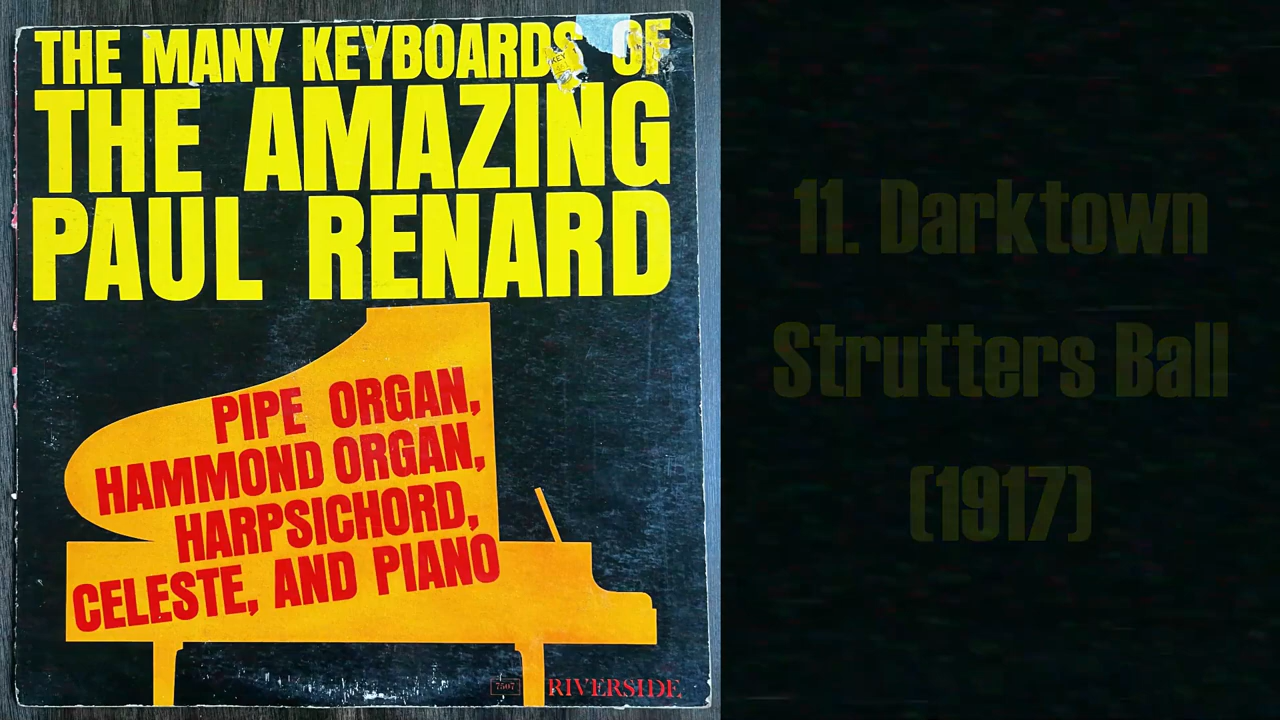 THE MANY KEYBOARDS OF
THE AMAZING
PAUL RENARD
PIPE ORGAN,
HAMMOND ORGAN,
HARPSICHORD,
CELESTE, AND PIANO
7507 RIVERSIDE
11. Darktown
Strutters Ball
(1917)